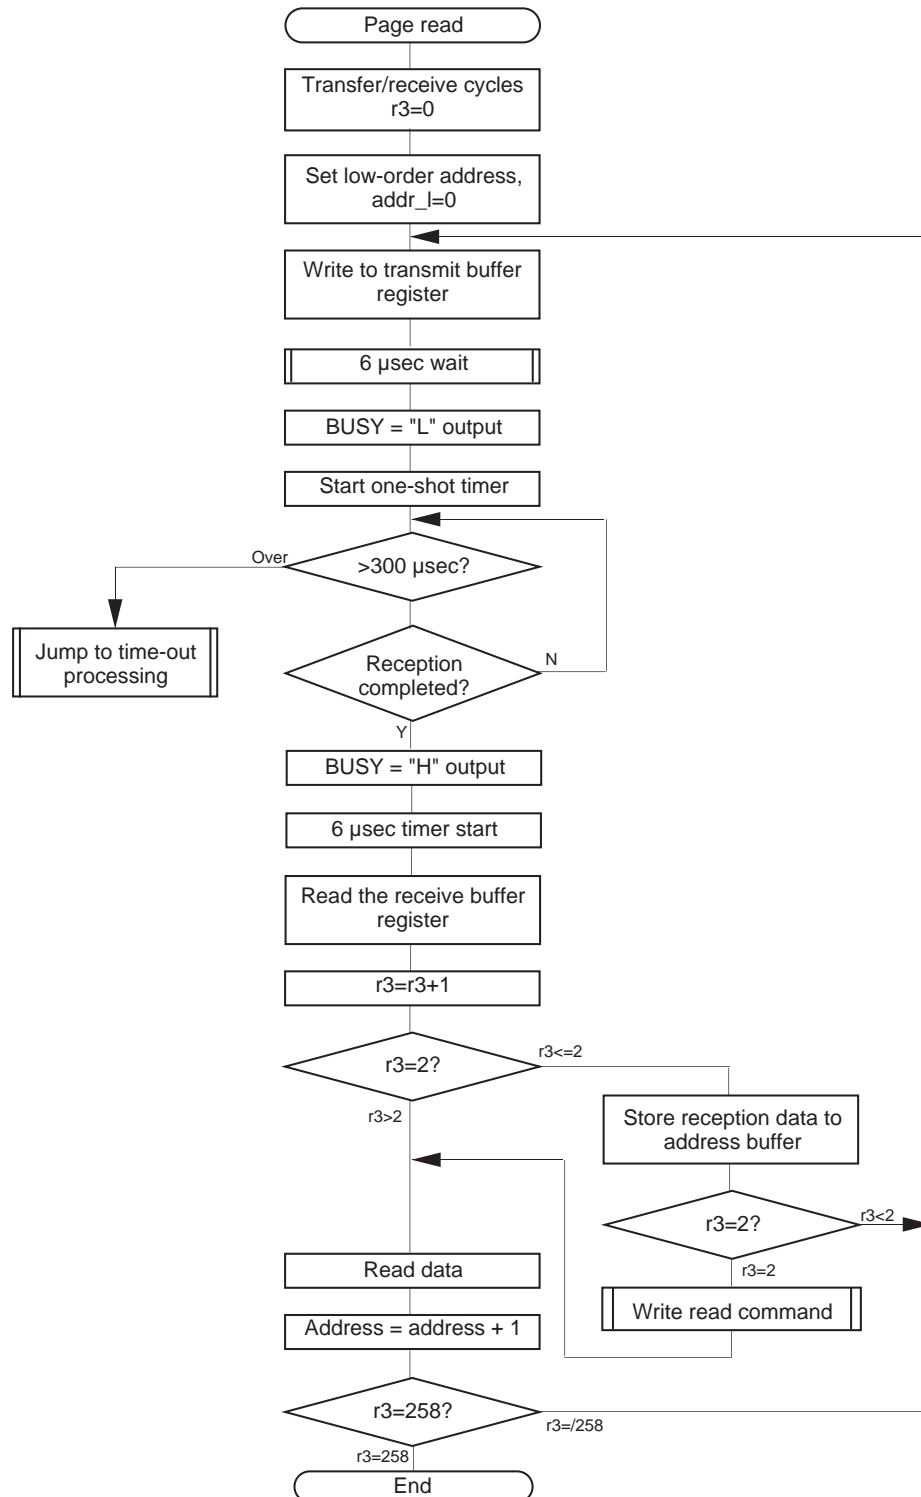 Page read
Transfer/receive cycles
r3=0
Set low-order address,
addr_l=0
Write to transmit buffer
register
6 µsec wait
BUSY = "L" output
Start one-shot timer
Over
>300 µsec?
Jump to time-out
processing
Reception
completed?
N
Y
BUSY = "H" output
6 µsec timer start
Read the receive buffer
register
r3=r3+1
r3=2?
r3<=2
r3>2
Store reception data to
address buffer
r3=2?
r3<2
r3=2
Write read command
Read data
Address = address + 1
r3=258?
r3=/258
r3=258
End